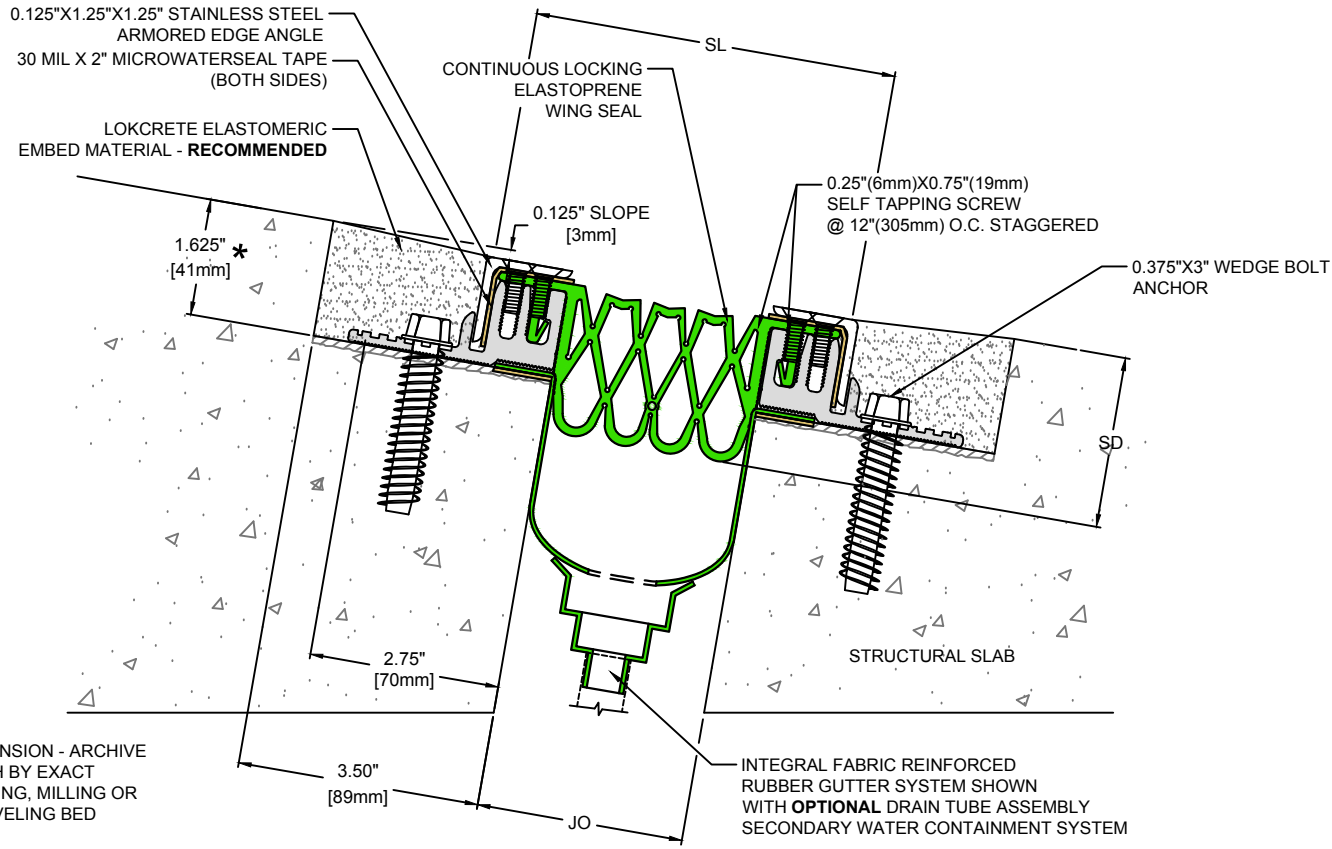 0.125"X1.25"X1.25" STAINLESS STEEL
ARMORED EDGE ANGLE
30 MIL X 2" MICROWATERSEAL TAPE
(BOTH SIDES)
LOKCRETE ELASTOMERIC
EMBED MATERIAL - RECOMMENDED
SL
CONTINUOUS LOCKING
ELASTOPRENE
WING SEAL
0.25"(6mm)X0.75"(19mm)
SELF TAPPING SCREW
@ 12"(305mm) O.C. STAGGERED
0.125" SLOPE
[3mm]
1.625" *
[41mm]
0.375"X3" WEDGE BOLT
ANCHOR
SD
STRUCTURAL SLAB
2.75"
[70mm]
3.50"
[89mm]
JO
NSION - ARCHIVE
H BY EXACT
NG, MILLING OR
VELING BED
INTEGRAL FABRIC REINFORCED
RUBBER GUTTER SYSTEM SHOWN
WITH OPTIONAL DRAIN TUBE ASSEMBLY
SECONDARY WATER CONTAINMENT SYSTEM